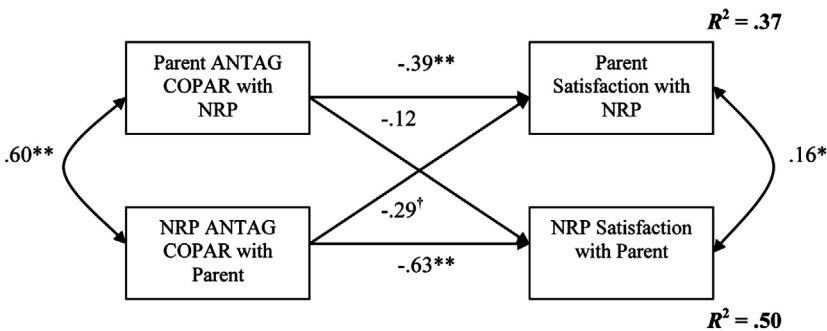 R² = .37
Parent ANTAG
COPAR with
NRP
-.39**
Parent
Satisfaction with
NRP
-.12
.60**
.16*
-.29†
NRP ANTAG
COPAR with
Parent
-.63**
NRP Satisfaction
with Parent
R² = .50